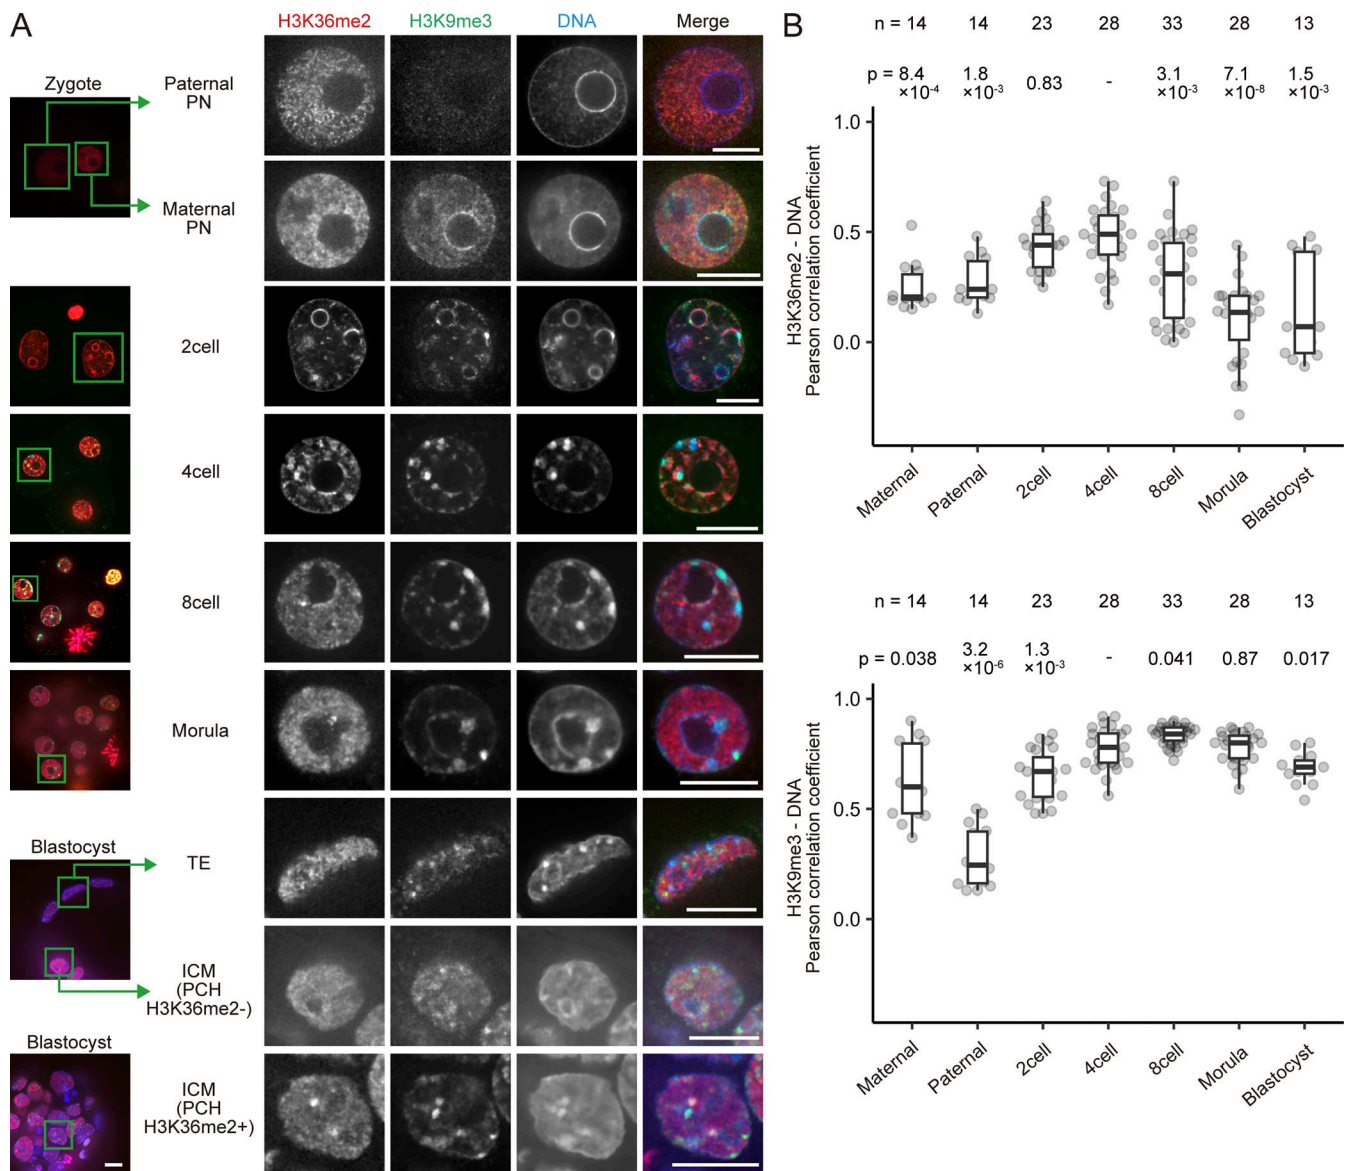 A
H3K36me2 H3K9me3 DNA Merge
Zygote
Paternal
PN
Maternal
PN
2cell
4cell
8cell
Morula
Blastocyst
TE
ICM
(PCH
H3K36me2-)
Blastocyst
ICM
(PCH
H3K36me2+)
B
n = 14 14 23 28 33 28 13
p = 8.4 ×10-4 1.8 ×10-3 0.83 - 3.1 ×10-3 7.1 ×10-8 1.5 ×10-3
H3K36me2 - DNA
Pearson correlation coefficient
1.0
0.5
0.0
Maternal Paternal 2cell 4cell 8cell Morula Blastocyst
n = 14 14 23 28 33 28 13
p = 0.038 3.2 ×10-6 1.3 ×10-3 - 0.041 0.87 0.017
H3K9me3 - DNA
Pearson correlation coefficient
1.0
0.5
0.0
Maternal Paternal 2cell 4cell 8cell Morula Blastocyst